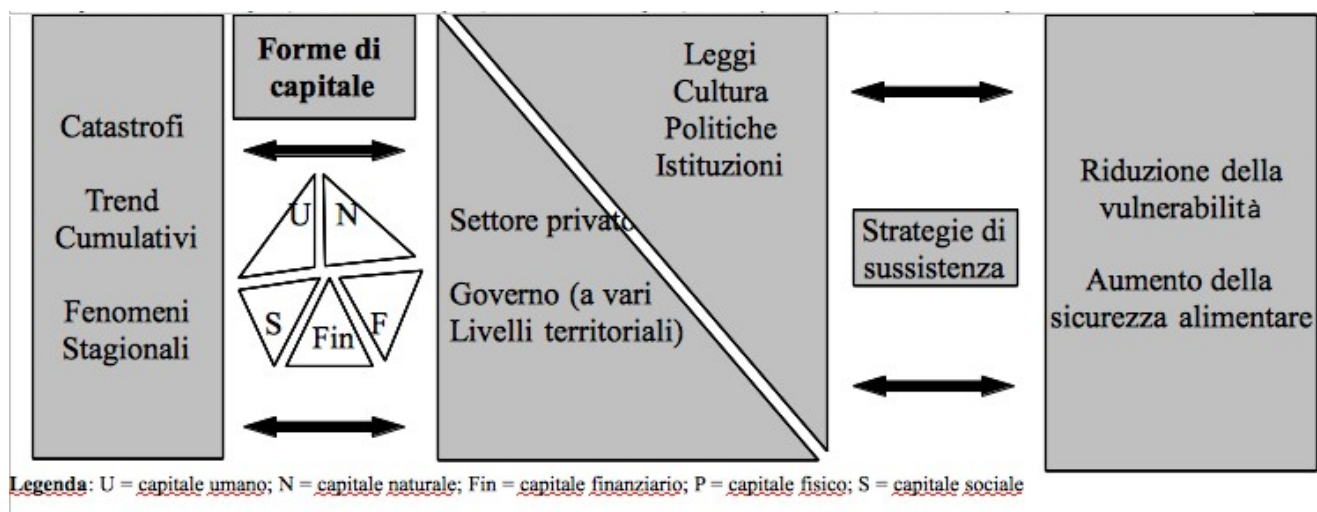 Catastrofi
Trend
Cumulativi
Fenomeni
Stagionali
Forme di
capitale
U
N
S
Fin
F
Leggi
Cultura
Politiche
Istituzioni
Settore privato
Governo (a vari
Livelli territoriali)
Strategie di
sussistenza
Riduzione della
vulnerabilità
Aumento della
sicurezza alimentare
Legenda: U = capitale umano; N = capitale naturale; Fin = capitale finanziario; P = capitale fisico; S = capitale sociale